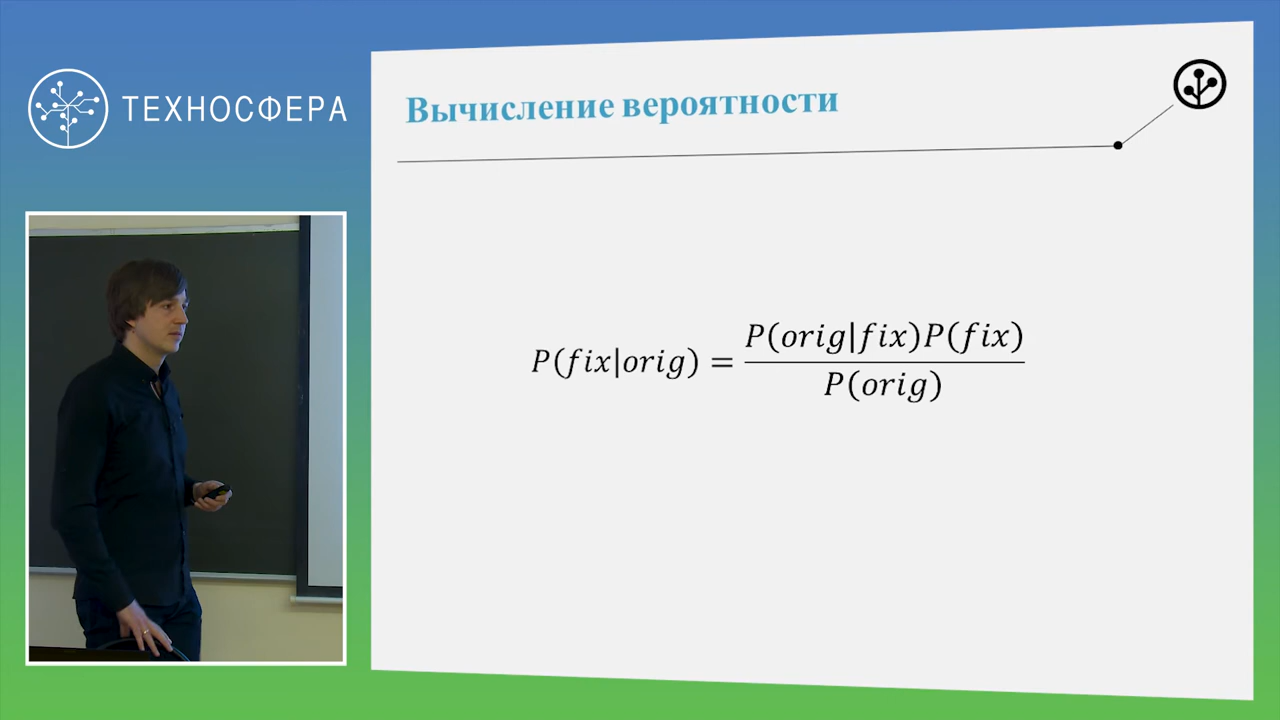 ТЕХНОСФЕРА
Вычисление вероятности
P(fix|orig) = P(orig|fix)P(fix) / P(orig)